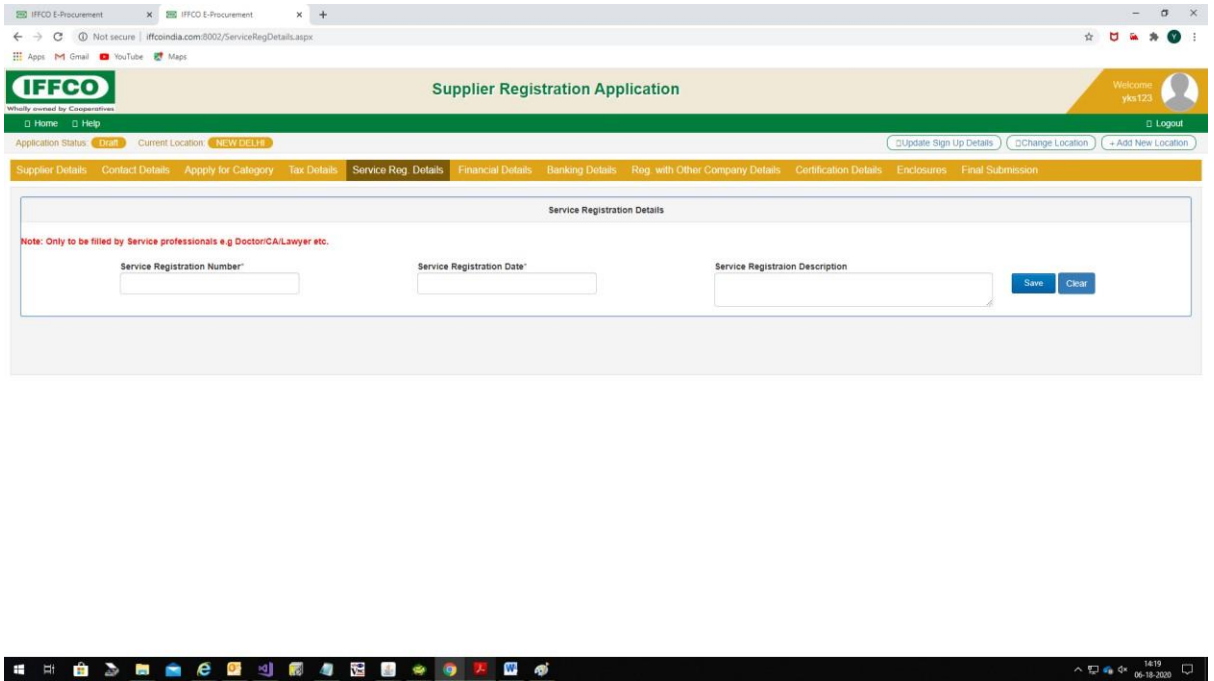 IFFCO E-Procurement IFFCO E-Procurement
Not secure | iffcoindia.com:8002/ServiceRegDetails.aspx Y
Apps Gmail YouTube Maps
IFFCO
Wholly owned by Cooperatives
Supplier Registration Application
Welcome
yks123
Home Help Logout
Application Status: Draft Current Location: NEW DELHI Update Sign Up Details Change Location + Add New Location
Supplier Details Contact Details Appply for Category Tax Details Service Reg. Details Financial Details Banking Details Reg. with Other Company Details Certification Details Enclosures Final Submission
Service Registration Details
Note: Only to be filled by Service professionals e.g Doctor/CA/Lawyer etc.
Service Registration Number* Service Registration Date* Service Registraion Description
Save Clear
14:19
06-18-2020